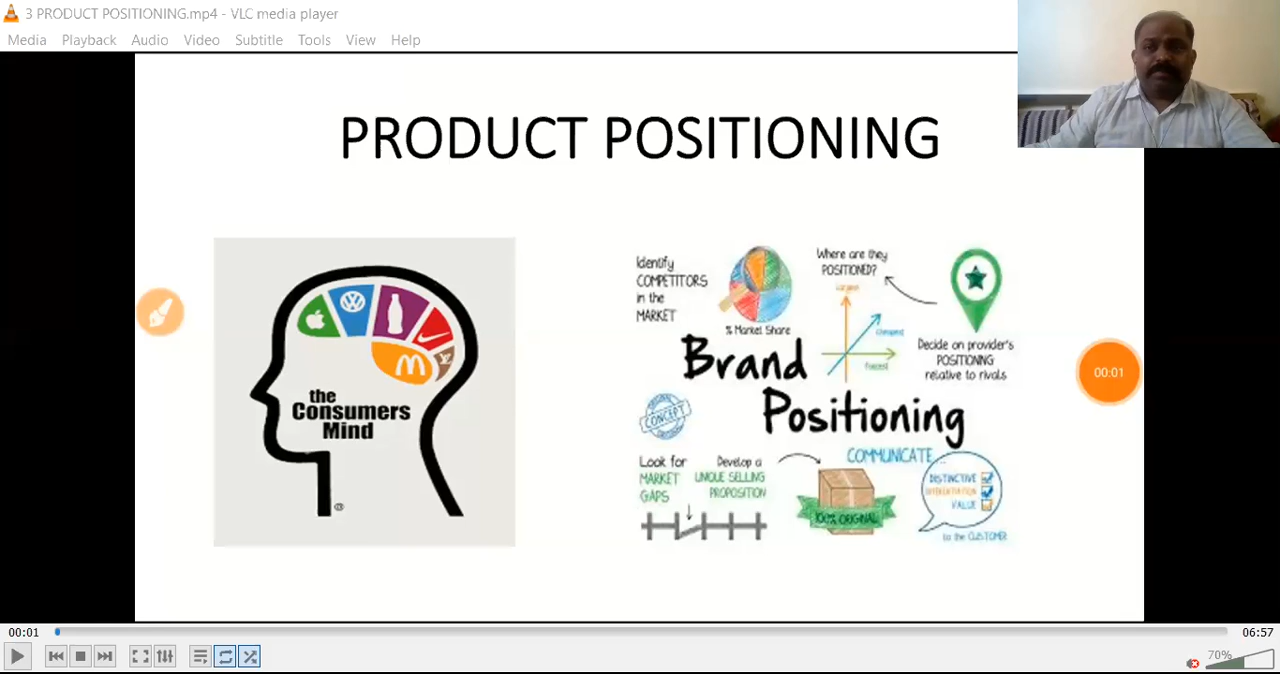 3 PRODUCT POSITIONING.mp4 - VLC media player
Media Playback Audio Video Subtitle Tools View Help
PRODUCT POSITIONING
the
Consumers
Mind
®
Identify
COMPETITORS
in the
MARKET
% Market Share
Where are they
POSITIONED?
Largest
Cheapest
Fastest
Decide on provider's
POSITIONING
relative to rivals
Brand
Positioning
CONCEPT
Look for
MARKET
GAPS
Develop a
UNIQUE SELLING
PROPOSITION
100% ORIGINAL
COMMUNICATE...
DISTINCTIVE
VALUE
to the CUSTOMER
00:01
00:01
06:57
70%